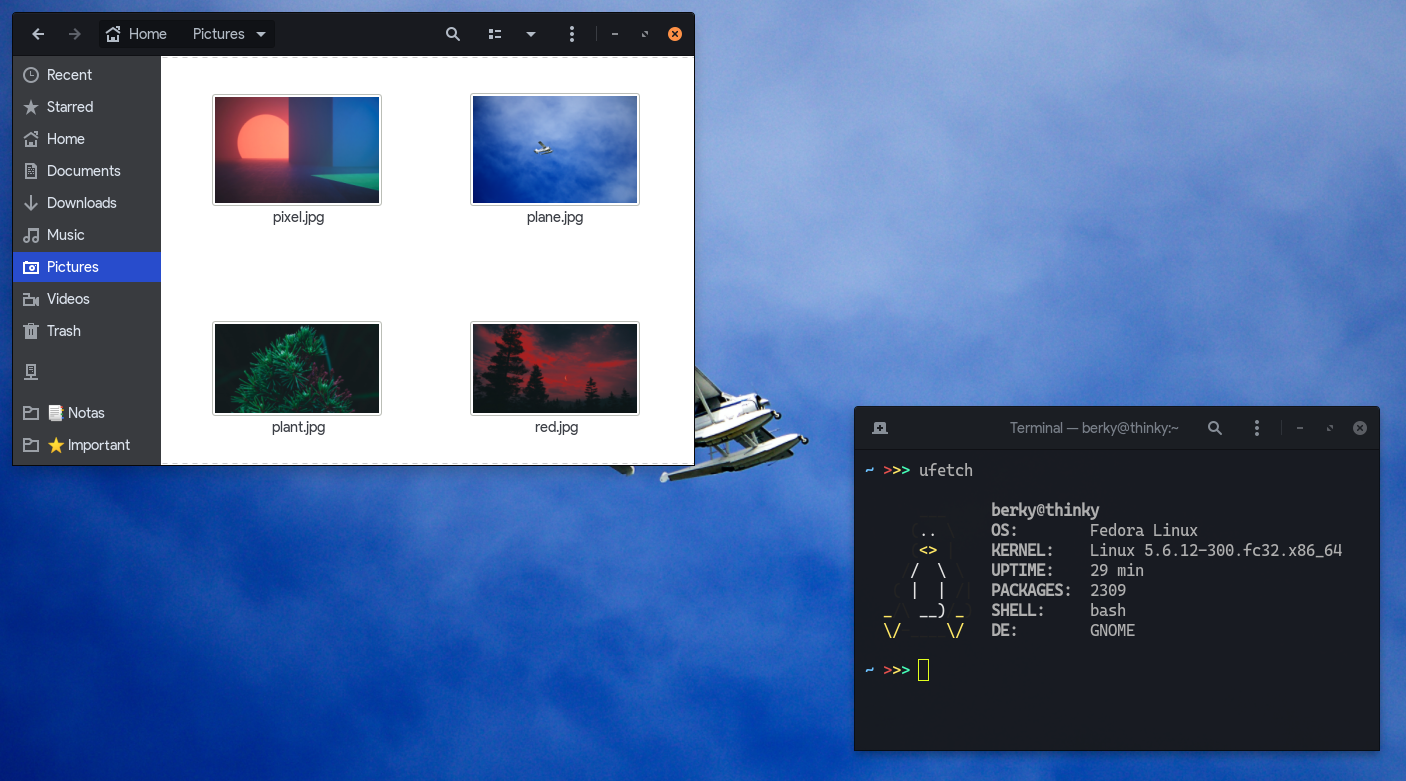 Home Pictures
Recent
Starred
Home
Documents
Downloads
Music
Pictures
Videos
Trash
Notas
Important
pixel.jpg
plane.jpg
plant.jpg
red.jpg
Terminal — berky@thinky:~
~ >>> ufetch
berky@thinky
OS: Fedora Linux
KERNEL: Linux 5.6.12-300.fc32.x86_64
UPTIME: 29 min
PACKAGES: 2309
SHELL: bash
DE: GNOME
~ >>>